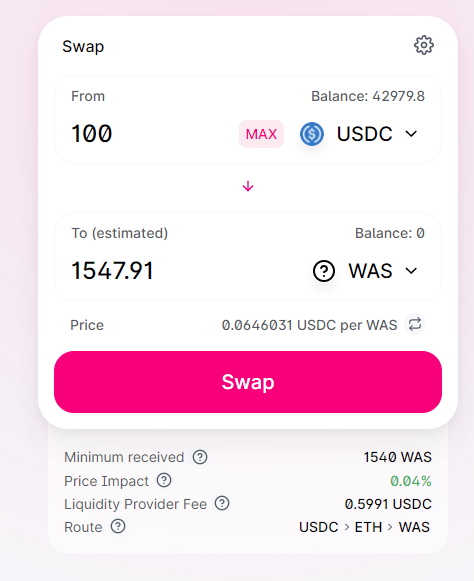 Swap
From Balance: 42979.8
100 MAX USDC
To (estimated) Balance: 0
1547.91 WAS
Price 0.0646031 USDC per WAS
Swap
Minimum received 1540 WAS
Price Impact 0.04%
Liquidity Provider Fee 0.5991 USDC
Route USDC > ETH > WAS